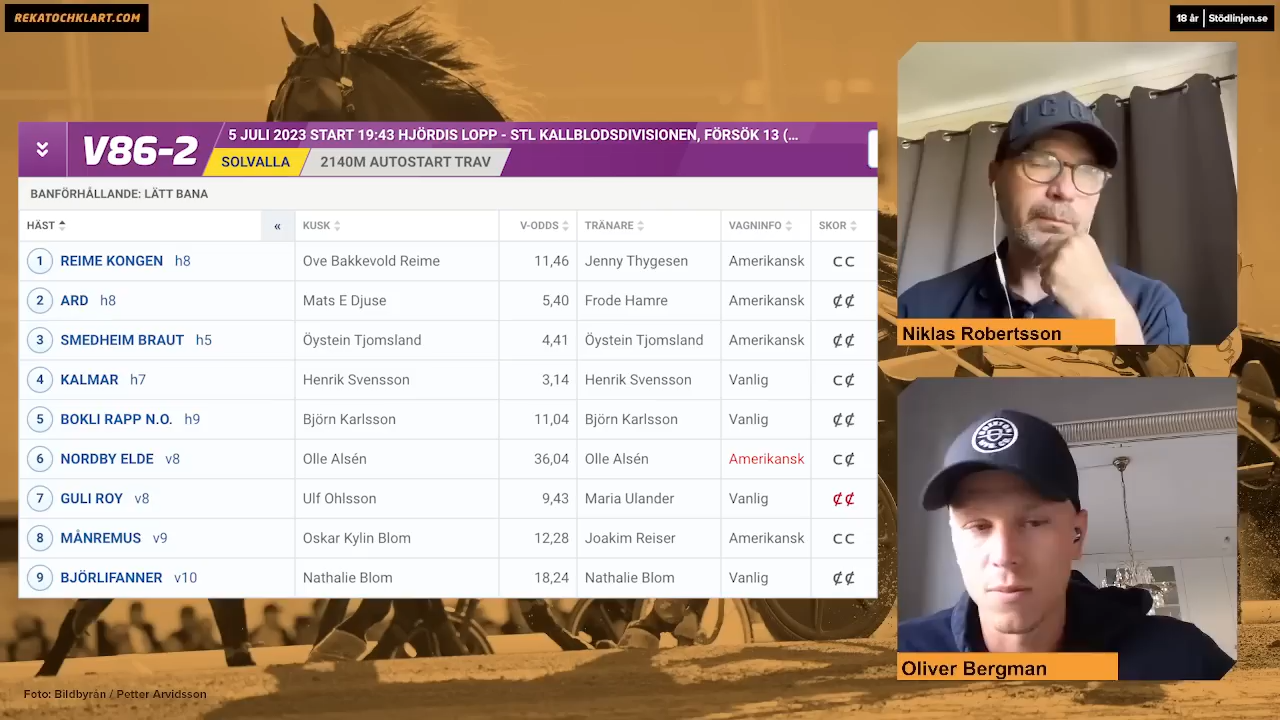 REKATOCHKLART.COM
18 år | Stödlinjen.se
V86-2
5 JULI 2023 START 19:43 HJÖRDIS LOPP - STL KALLBLODSDIVISIONEN, FÖRSÖK 13 (...
SOLVALLA 2140M AUTOSTART TRAV
BANFÖRHÅLLANDE: LÄTT BANA
HÄST « KUSK V-ODDS TRÄNARE VAGNINFO SKOR
1 REIME KONGEN h8 Ove Bakkevold Reime 11,46 Jenny Thygesen Amerikansk C C
2 ARD h8 Mats E Djuse 5,40 Frode Hamre Amerikansk ₵ ₵
3 SMEDHEIM BRAUT h5 Öystein Tjomsland 4,41 Öystein Tjomsland Amerikansk ₵ ₵
4 KALMAR h7 Henrik Svensson 3,14 Henrik Svensson Vanlig C ₵
5 BOKLI RAPP N.O. h9 Björn Karlsson 11,04 Björn Karlsson Vanlig ₵ ₵
6 NORDBY ELDE v8 Olle Alsén 36,04 Olle Alsén Amerikansk C ₵
7 GULI ROY v8 Ulf Ohlsson 9,43 Maria Ulander Vanlig ₵ ₵
8 MÅNREMUS v9 Oskar Kylin Blom 12,28 Joakim Reiser Amerikansk C C
9 BJÖRLIFANNER v10 Nathalie Blom 18,24 Nathalie Blom Vanlig ₵ ₵
Niklas Robertsson
Oliver Bergman
Foto: Bildbyrån / Petter Arvidsson